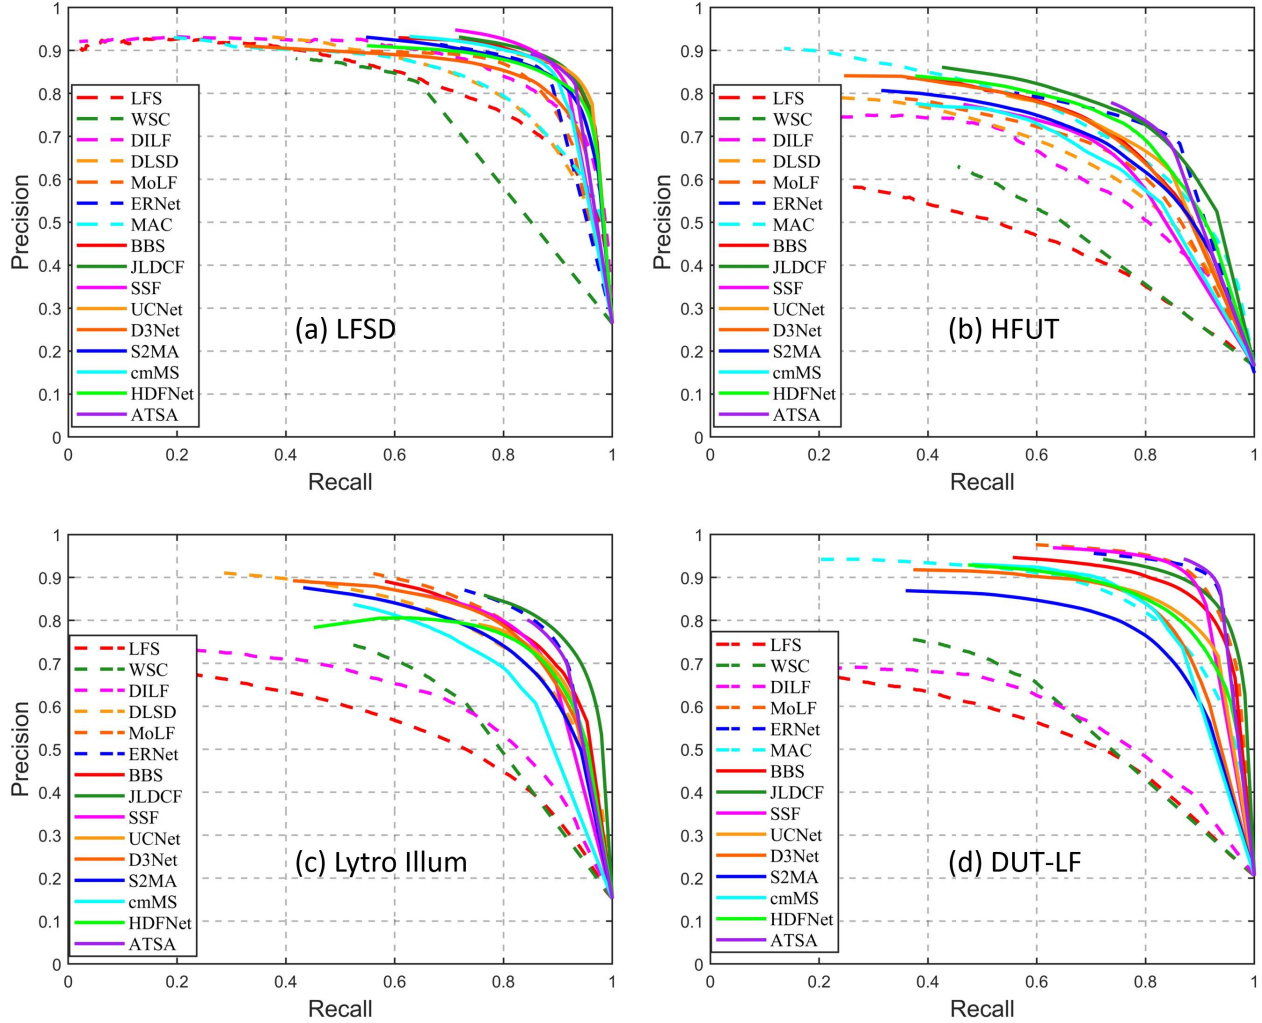 1
0.9
0.8
0.7
0.6
0.5
0.4
0.3
0.2
0.1
0
Precision
LFS
WSC
DILF
DLSD
MoLF
ERNet
MAC
BBS
JLDCF
SSF
UCNet
D3Net
S2MA
cmMS
HDFNet
ATSA
(a) LFSD
0 0.2 0.4 0.6 0.8 1
Recall
1
0.9
0.8
0.7
0.6
0.5
0.4
0.3
0.2
0.1
0
Precision
LFS
WSC
DILF
DLSD
MoLF
ERNet
MAC
BBS
JLDCF
SSF
UCNet
D3Net
S2MA
cmMS
HDFNet
ATSA
(b) HFUT
0 0.2 0.4 0.6 0.8 1
Recall
1
0.9
0.8
0.7
0.6
0.5
0.4
0.3
0.2
0.1
0
Precision
LFS
WSC
DILF
DLSD
MoLF
ERNet
BBS
JLDCF
SSF
UCNet
D3Net
S2MA
cmMS
HDFNet
ATSA
(c) Lytro Illum
0 0.2 0.4 0.6 0.8 1
Recall
1
0.9
0.8
0.7
0.6
0.5
0.4
0.3
0.2
0.1
0
Precision
LFS
WSC
DILF
MoLF
ERNet
MAC
BBS
JLDCF
SSF
UCNet
D3Net
S2MA
cmMS
HDFNet
ATSA
(d) DUT-LF
0 0.2 0.4 0.6 0.8 1
Recall